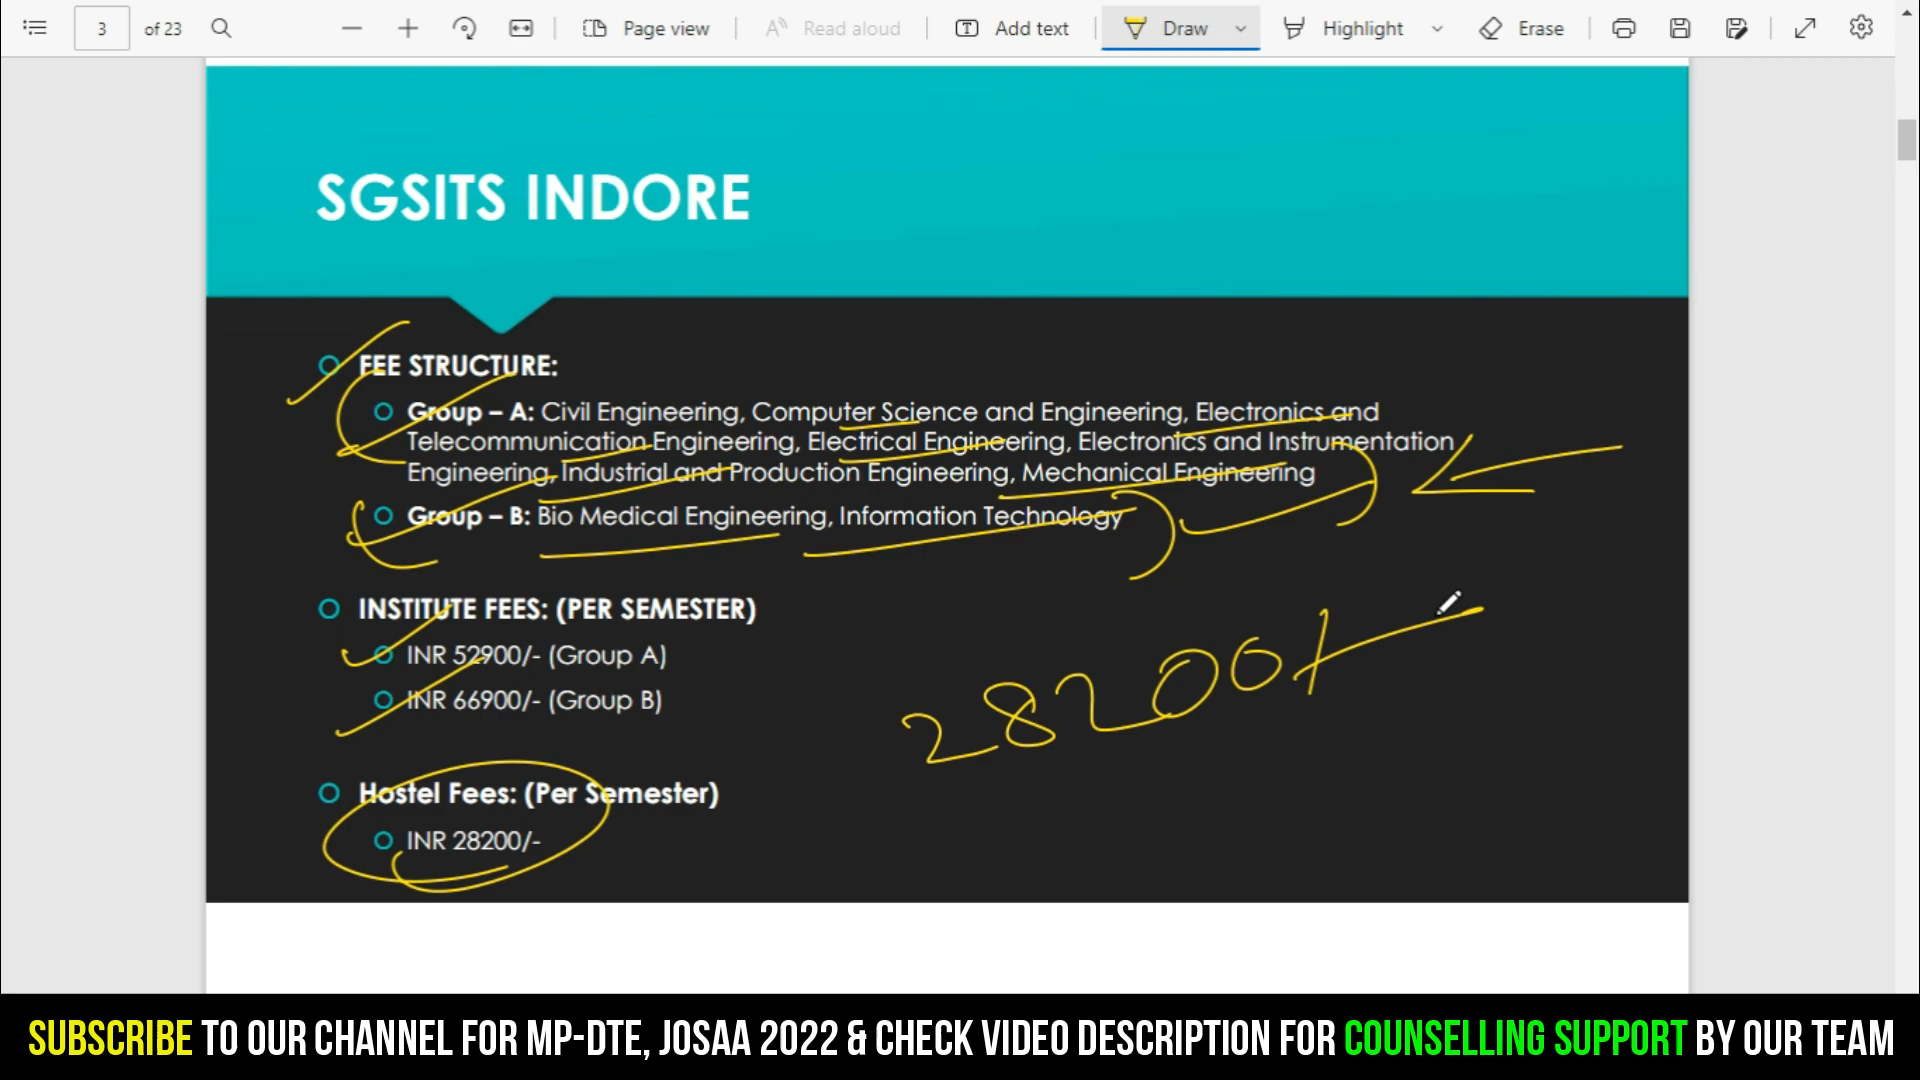 3 of 23 Page view Read aloud Add text Draw Highlight Erase
SGSITS INDORE
FEE STRUCTURE:
Group – A: Civil Engineering, Computer Science and Engineering, Electronics and
Telecommunication Engineering, Electrical Engineering, Electronics and Instrumentation
Engineering, Industrial and Production Engineering, Mechanical Engineering
Group – B: Bio Medical Engineering, Information Technology
INSTITUTE FEES: (PER SEMESTER)
INR 52900/- (Group A)
INR 66900/- (Group B)
28200/-
Hostel Fees: (Per Semester)
INR 28200/-
SUBSCRIBE TO OUR CHANNEL FOR MP-DTE, JOSAA 2022 & CHECK VIDEO DESCRIPTION FOR COUNSELLING SUPPORT BY OUR TEAM